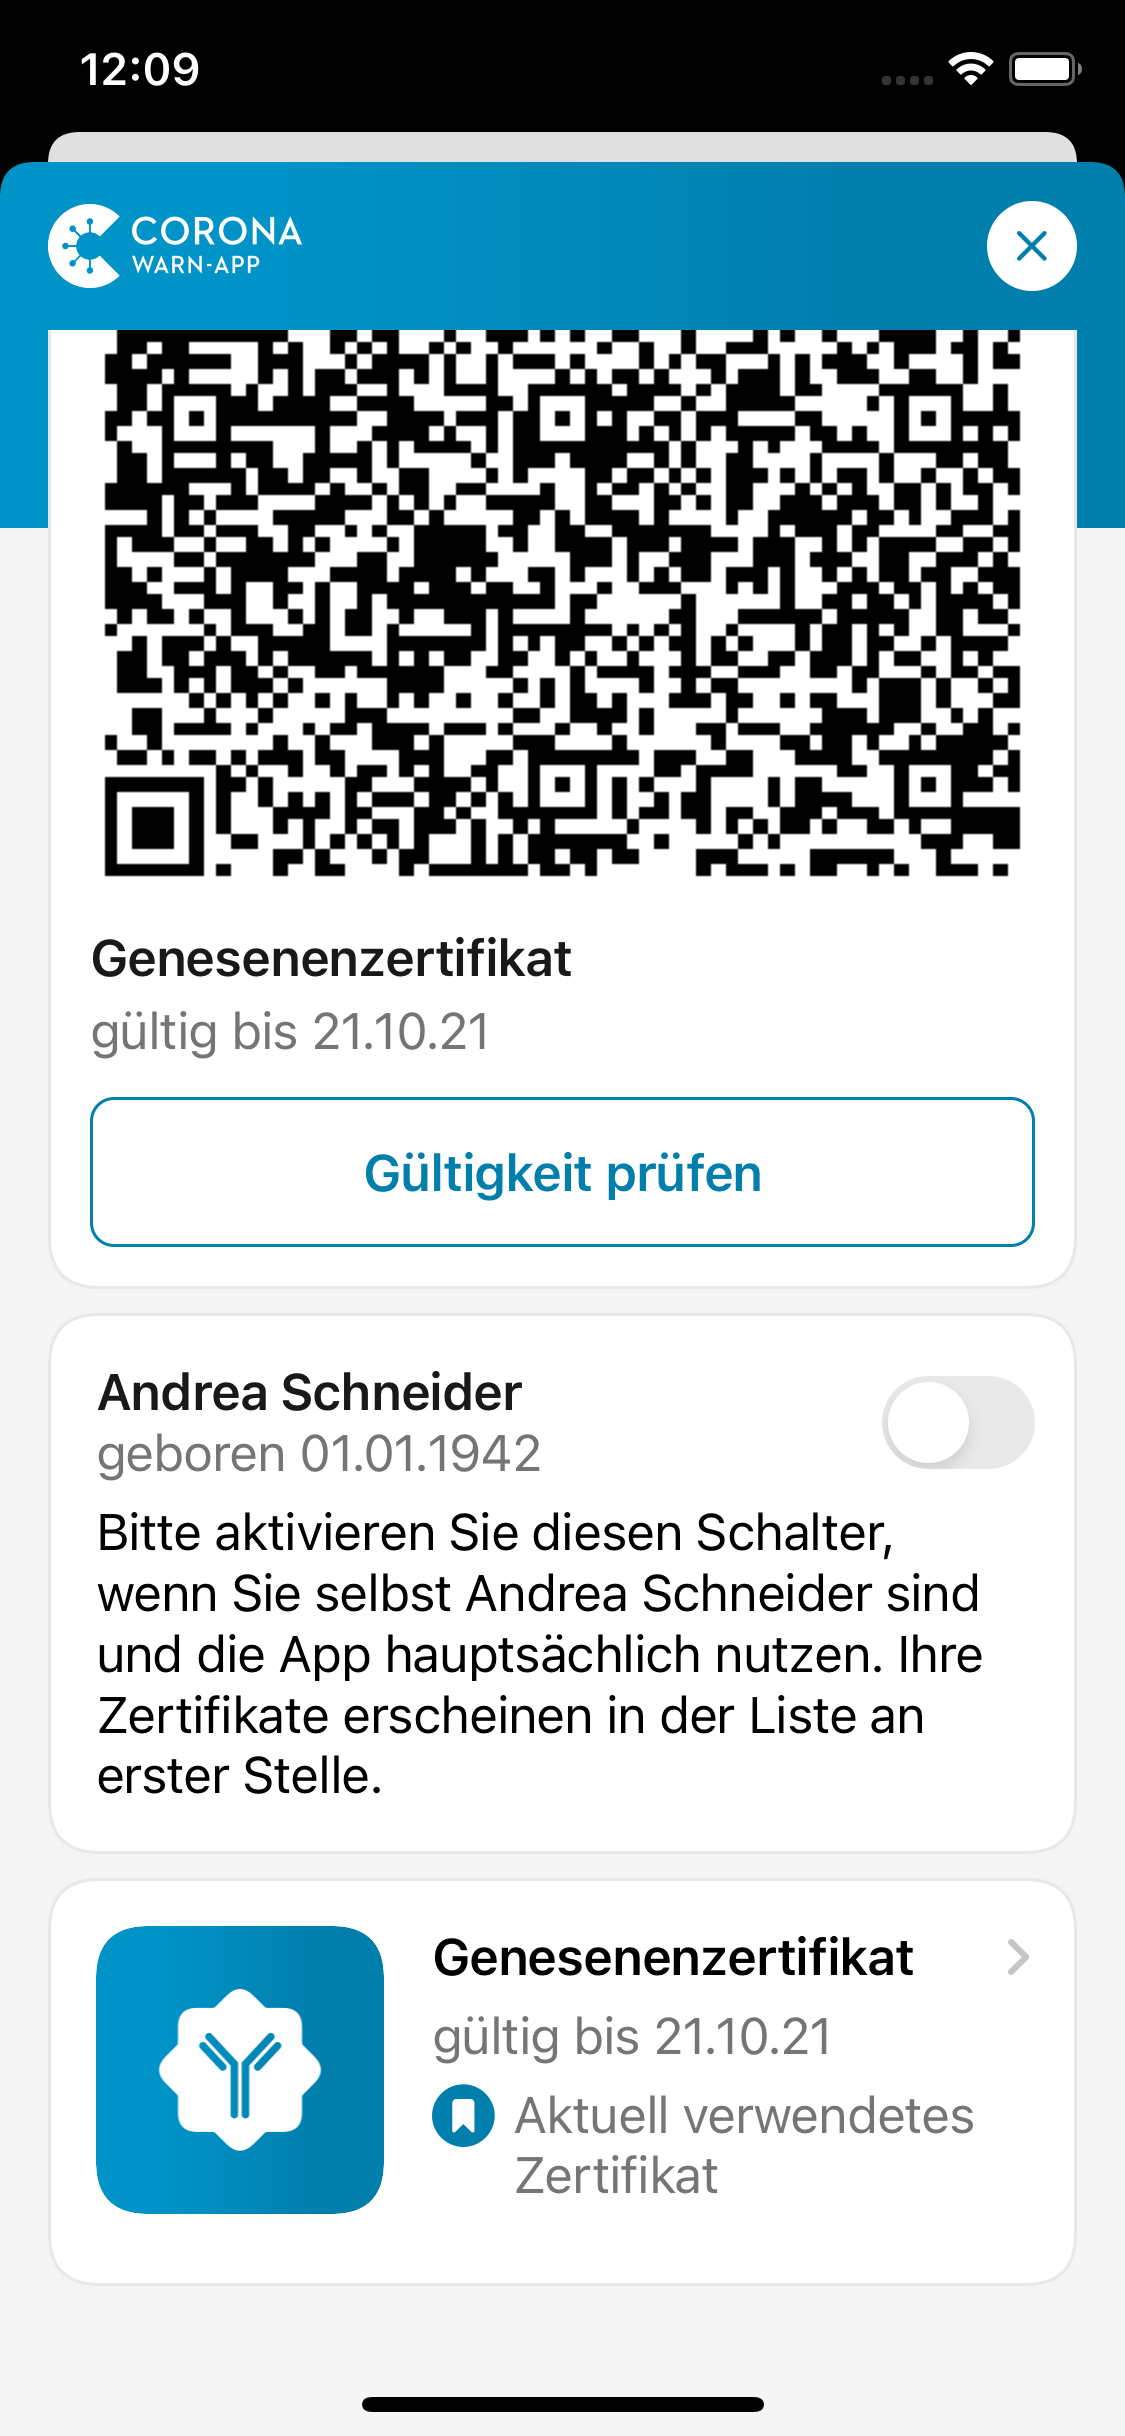 12:09
CORONA
WARN-APP
Genesenenzertifikat
gültig bis 21.10.21
Gültigkeit prüfen
Andrea Schneider
geboren 01.01.1942
Bitte aktivieren Sie diesen Schalter,
wenn Sie selbst Andrea Schneider sind
und die App hauptsächlich nutzen. Ihre
Zertifikate erscheinen in der Liste an
erster Stelle.
Genesenenzertifikat
gültig bis 21.10.21
Aktuell verwendetes
Zertifikat